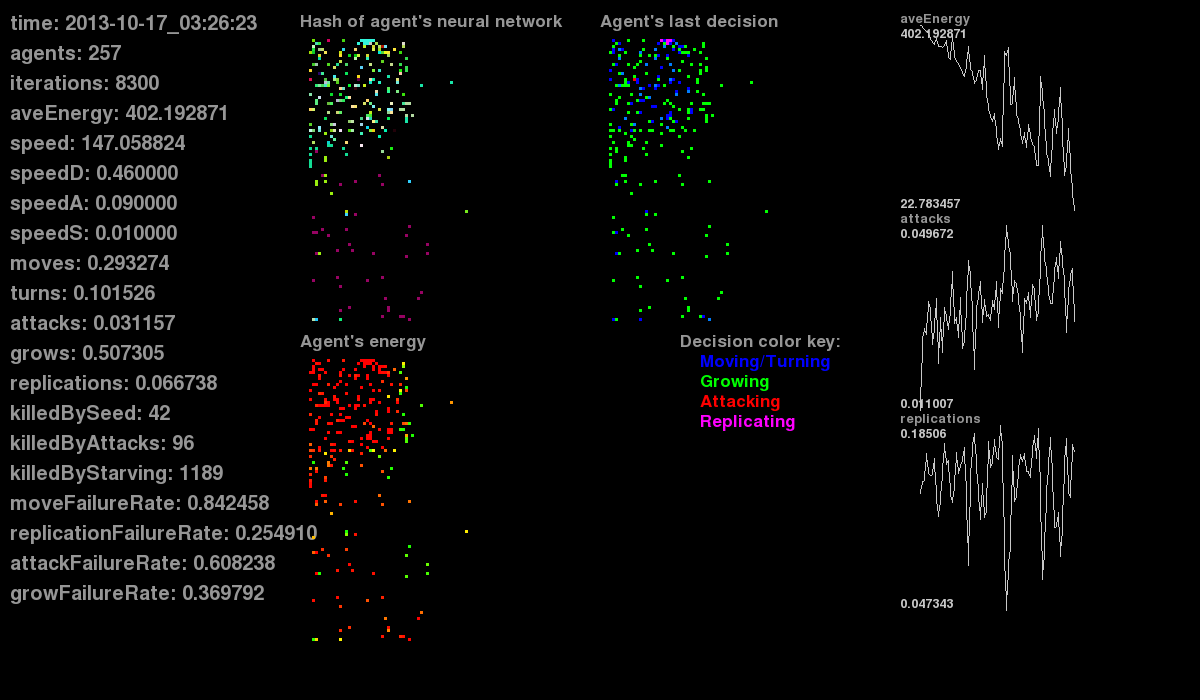 time: 2013-10-17_03:26:23
agents: 257
iterations: 8300
aveEnergy: 402.192871
speed: 147.058824
speedD: 0.460000
speedA: 0.090000
speedS: 0.010000
moves: 0.293274
turns: 0.101526
attacks: 0.031157
grows: 0.507305
replications: 0.066738
killedBySeed: 42
killedByAttacks: 96
killedByStarving: 1189
moveFailureRate: 0.842458
replicationFailureRate: 0.254910
attackFailureRate: 0.608238
growFailureRate: 0.369792
Hash of agent's neural network
Agent's last decision
Agent's energy
Decision color key:
Moving/Turning
Growing
Attacking
Replicating
aveEnergy
402.192871
22.783457
attacks
0.049672
0.011007
replications
0.18506
0.047343